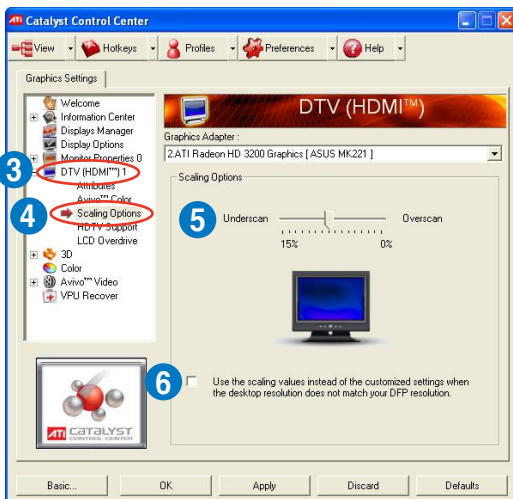 ATI Catalyst Control Center
View Hotkeys Profiles Preferences Help
Graphics Settings
Welcome
Information Center
Displays Manager
Display Options
Monitor Properties 0
3 DTV (HDMI™) 1
Attributes
Avivo™ Color
4 Scaling Options
HDTV Support
LCD Overdrive
3D
Color
Avivo™ Video
VPU Recover
DTV (HDMI™)
Graphics Adapter :
2.ATI Radeon HD 3200 Graphics [ ASUS MK221 ]
Scaling Options
5 Underscan Overscan
15% 0%
6 Use the scaling values instead of the customized settings when
the desktop resolution does not match your DFP resolution.
ATI CATALYST
CONTROL CENTER
Basic... OK Apply Discard Defaults